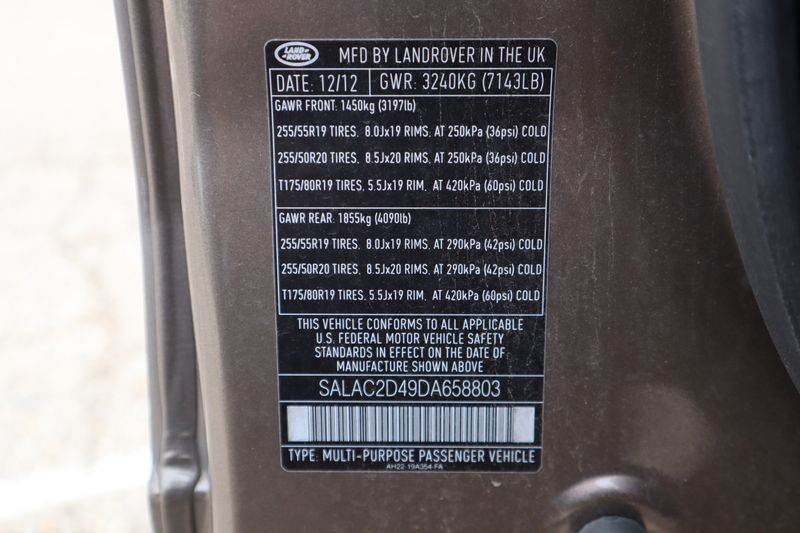 LAND ROVER MFD BY LANDROVER IN THE UK
DATE: 12/12 GWR: 3240KG (7143LB)
GAWR FRONT: 1450kg (3197lb)
255/55R19 TIRES. 8.0Jx19 RIMS. AT 250kPa (36psi) COLD
255/50R20 TIRES. 8.5Jx20 RIMS. AT 250kPa (36psi) COLD
T175/80R19 TIRES. 5.5Jx19 RIM. AT 420kPa (60psi) COLD
GAWR REAR: 1855kg (4090lb)
255/55R19 TIRES. 8.0Jx19 RIMS. AT 290kPa (42psi) COLD
255/50R20 TIRES. 8.5Jx20 RIMS. AT 290kPa (42psi) COLD
T175/80R19 TIRES. 5.5Jx19 RIM. AT 420kPa (60psi) COLD
THIS VEHICLE CONFORMS TO ALL APPLICABLE
U.S. FEDERAL MOTOR VEHICLE SAFETY
STANDARDS IN EFFECT ON THE DATE OF
MANUFACTURE SHOWN ABOVE
SALAC2D49DA658803
TYPE: MULTI-PURPOSE PASSENGER VEHICLE
AH22-19A354-FA